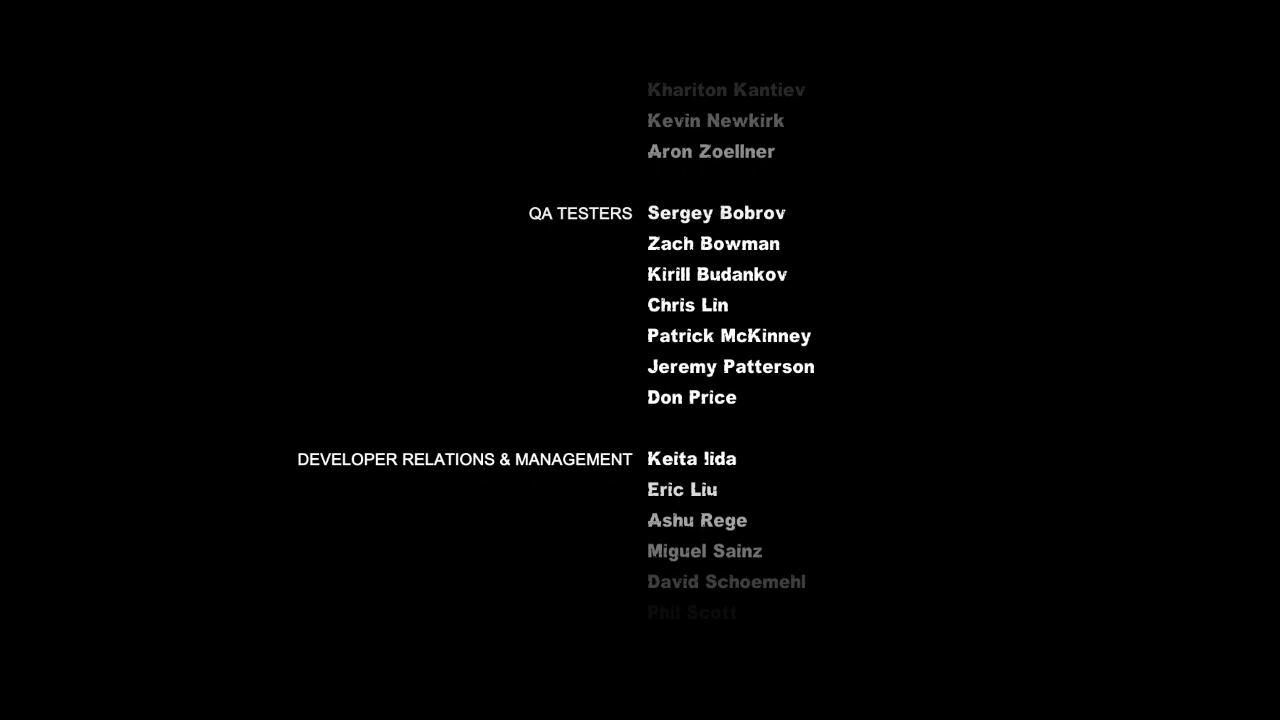 Khariton Kantiev
Kevin Newkirk
Aron Zoellner
QA TESTERS Sergey Bobrov
Zach Bowman
Kirill Budankov
Chris Lin
Patrick McKinney
Jeremy Patterson
Don Price
DEVELOPER RELATIONS & MANAGEMENT Keita Iida
Eric Liu
Ashu Rege
Miguel Sainz
David Schoemehl
Phil Scott